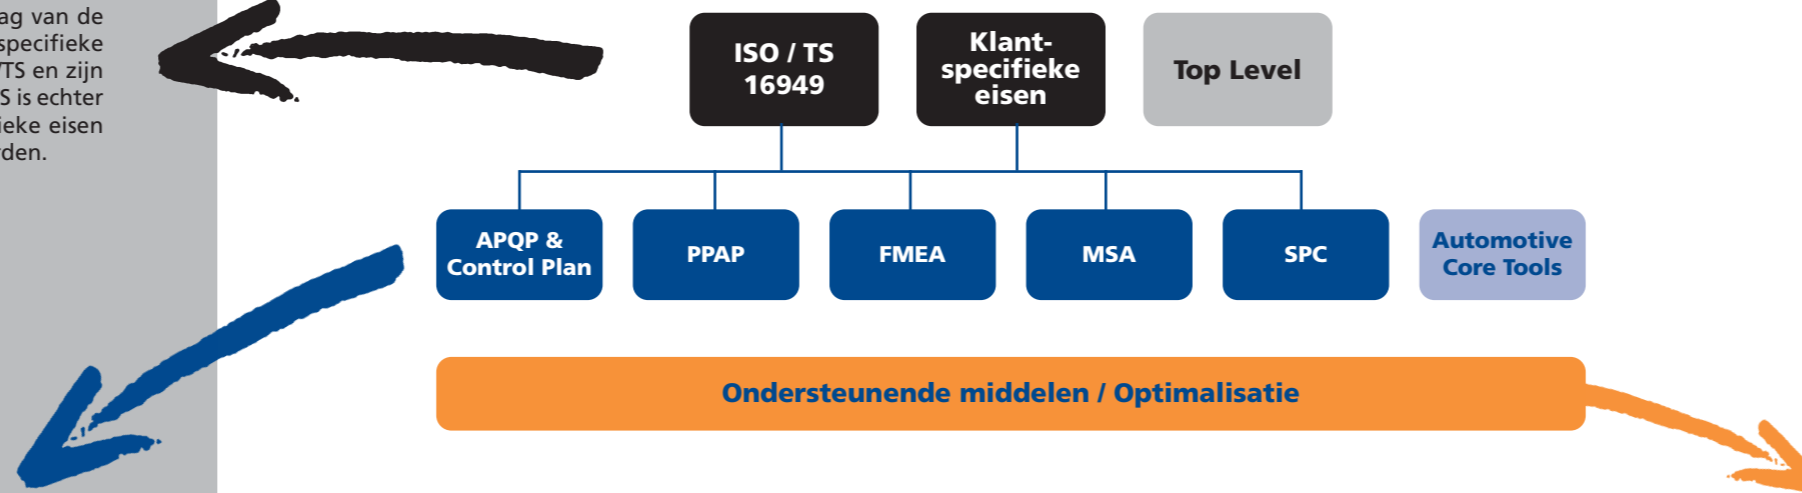 ag van de
specifieke
/TS en zijn
S is echter
ieke eisen
rden.
ISO / TS
16949
Klant-
specifieke
eisen
Top Level
APQP &
Control Plan
PPAP
FMEA
MSA
SPC
Automotive
Core Tools
Ondersteunende middelen / Optimalisatie